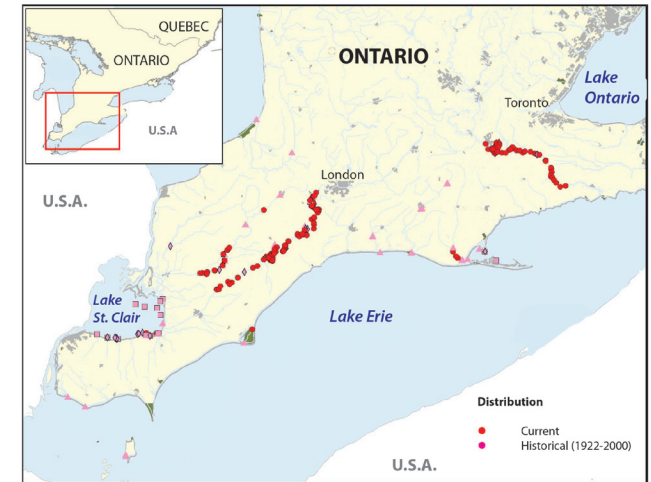 QUEBEC
ONTARIO
U.S.A
ONTARIO
Lake
Ontario
Toronto
London
U.S.A.
Lake
St. Clair
Lake Erie
Distribution
Current
Historical (1922-2000)
U.S.A.